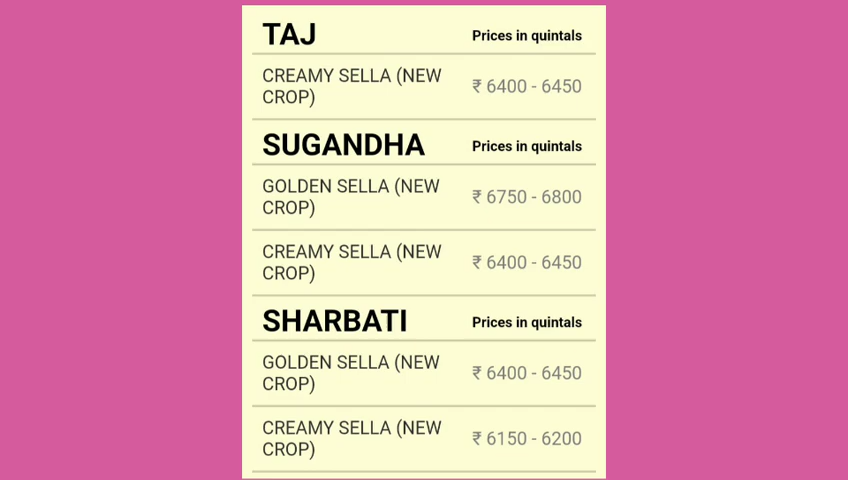 TAJ Prices in quintals
CREAMY SELLA (NEW
CROP) ₹ 6400 - 6450
SUGANDHA Prices in quintals
GOLDEN SELLA (NEW
CROP) ₹ 6750 - 6800
CREAMY SELLA (NEW
CROP) ₹ 6400 - 6450
SHARBATI Prices in quintals
GOLDEN SELLA (NEW
CROP) ₹ 6400 - 6450
CREAMY SELLA (NEW
CROP) ₹ 6150 - 6200